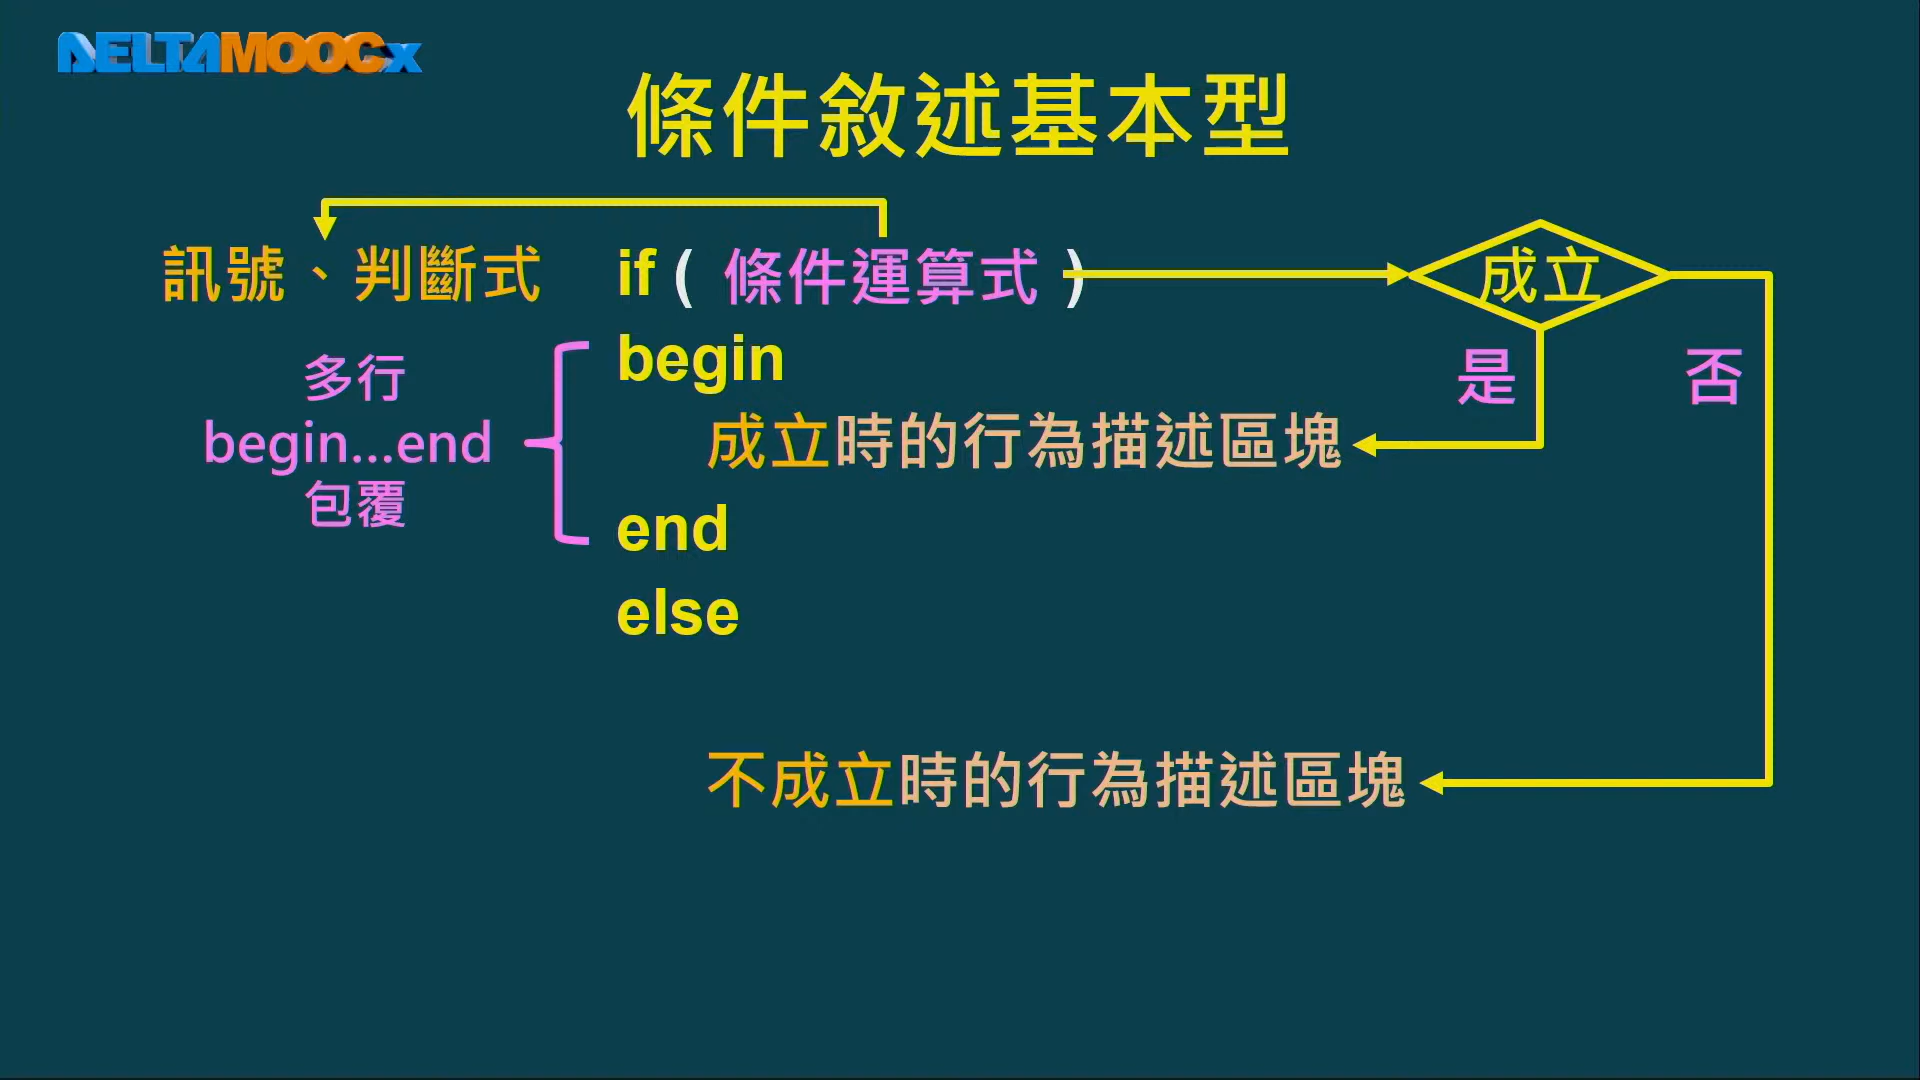 DELTAMOOCx
條件敘述基本型
訊號、判斷式
if ( 條件運算式 )
成立
begin
多行
begin...end
包覆
是
否
成立時的行為描述區塊
end
else
不成立時的行為描述區塊